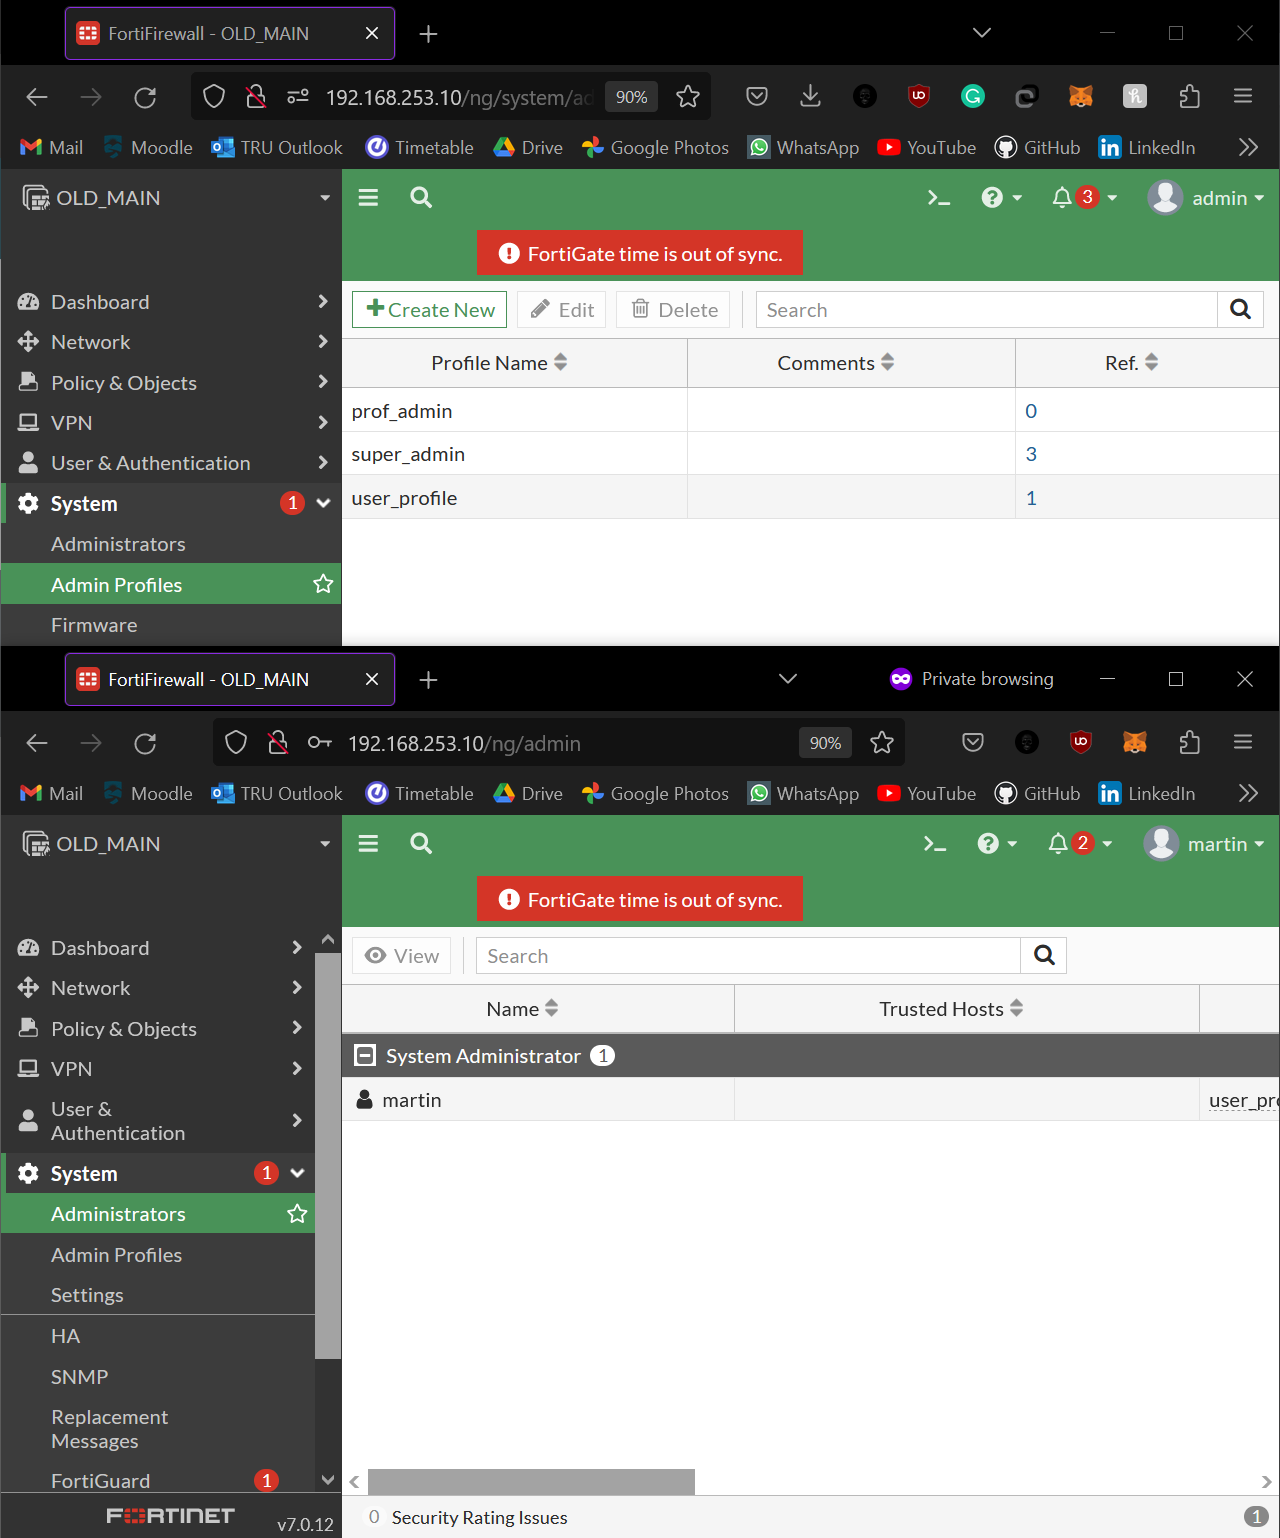 FortiFirewall - OLD_MAIN
192.168.253.10/ng/system/ad
90%
Mail Moodle TRU Outlook Timetable Drive Google Photos WhatsApp YouTube GitHub LinkedIn
OLD_MAIN
3 admin
FortiGate time is out of sync.
Dashboard
Network
Policy & Objects
VPN
User & Authentication
System 1
Administrators
Admin Profiles
Firmware
Create New Edit Delete Search
Profile Name Comments Ref.
prof_admin 0
super_admin 3
user_profile 1
FortiFirewall - OLD_MAIN
Private browsing
192.168.253.10/ng/admin
90%
Mail Moodle TRU Outlook Timetable Drive Google Photos WhatsApp YouTube GitHub LinkedIn
OLD_MAIN
2 martin
FortiGate time is out of sync.
Dashboard
Network
Policy & Objects
VPN
User &
Authentication
System 1
Administrators
Admin Profiles
Settings
HA
SNMP
Replacement
Messages
FortiGuard 1
FORTINET v7.0.12
View Search
Name Trusted Hosts
System Administrator 1
martin user_pro
0 Security Rating Issues 1